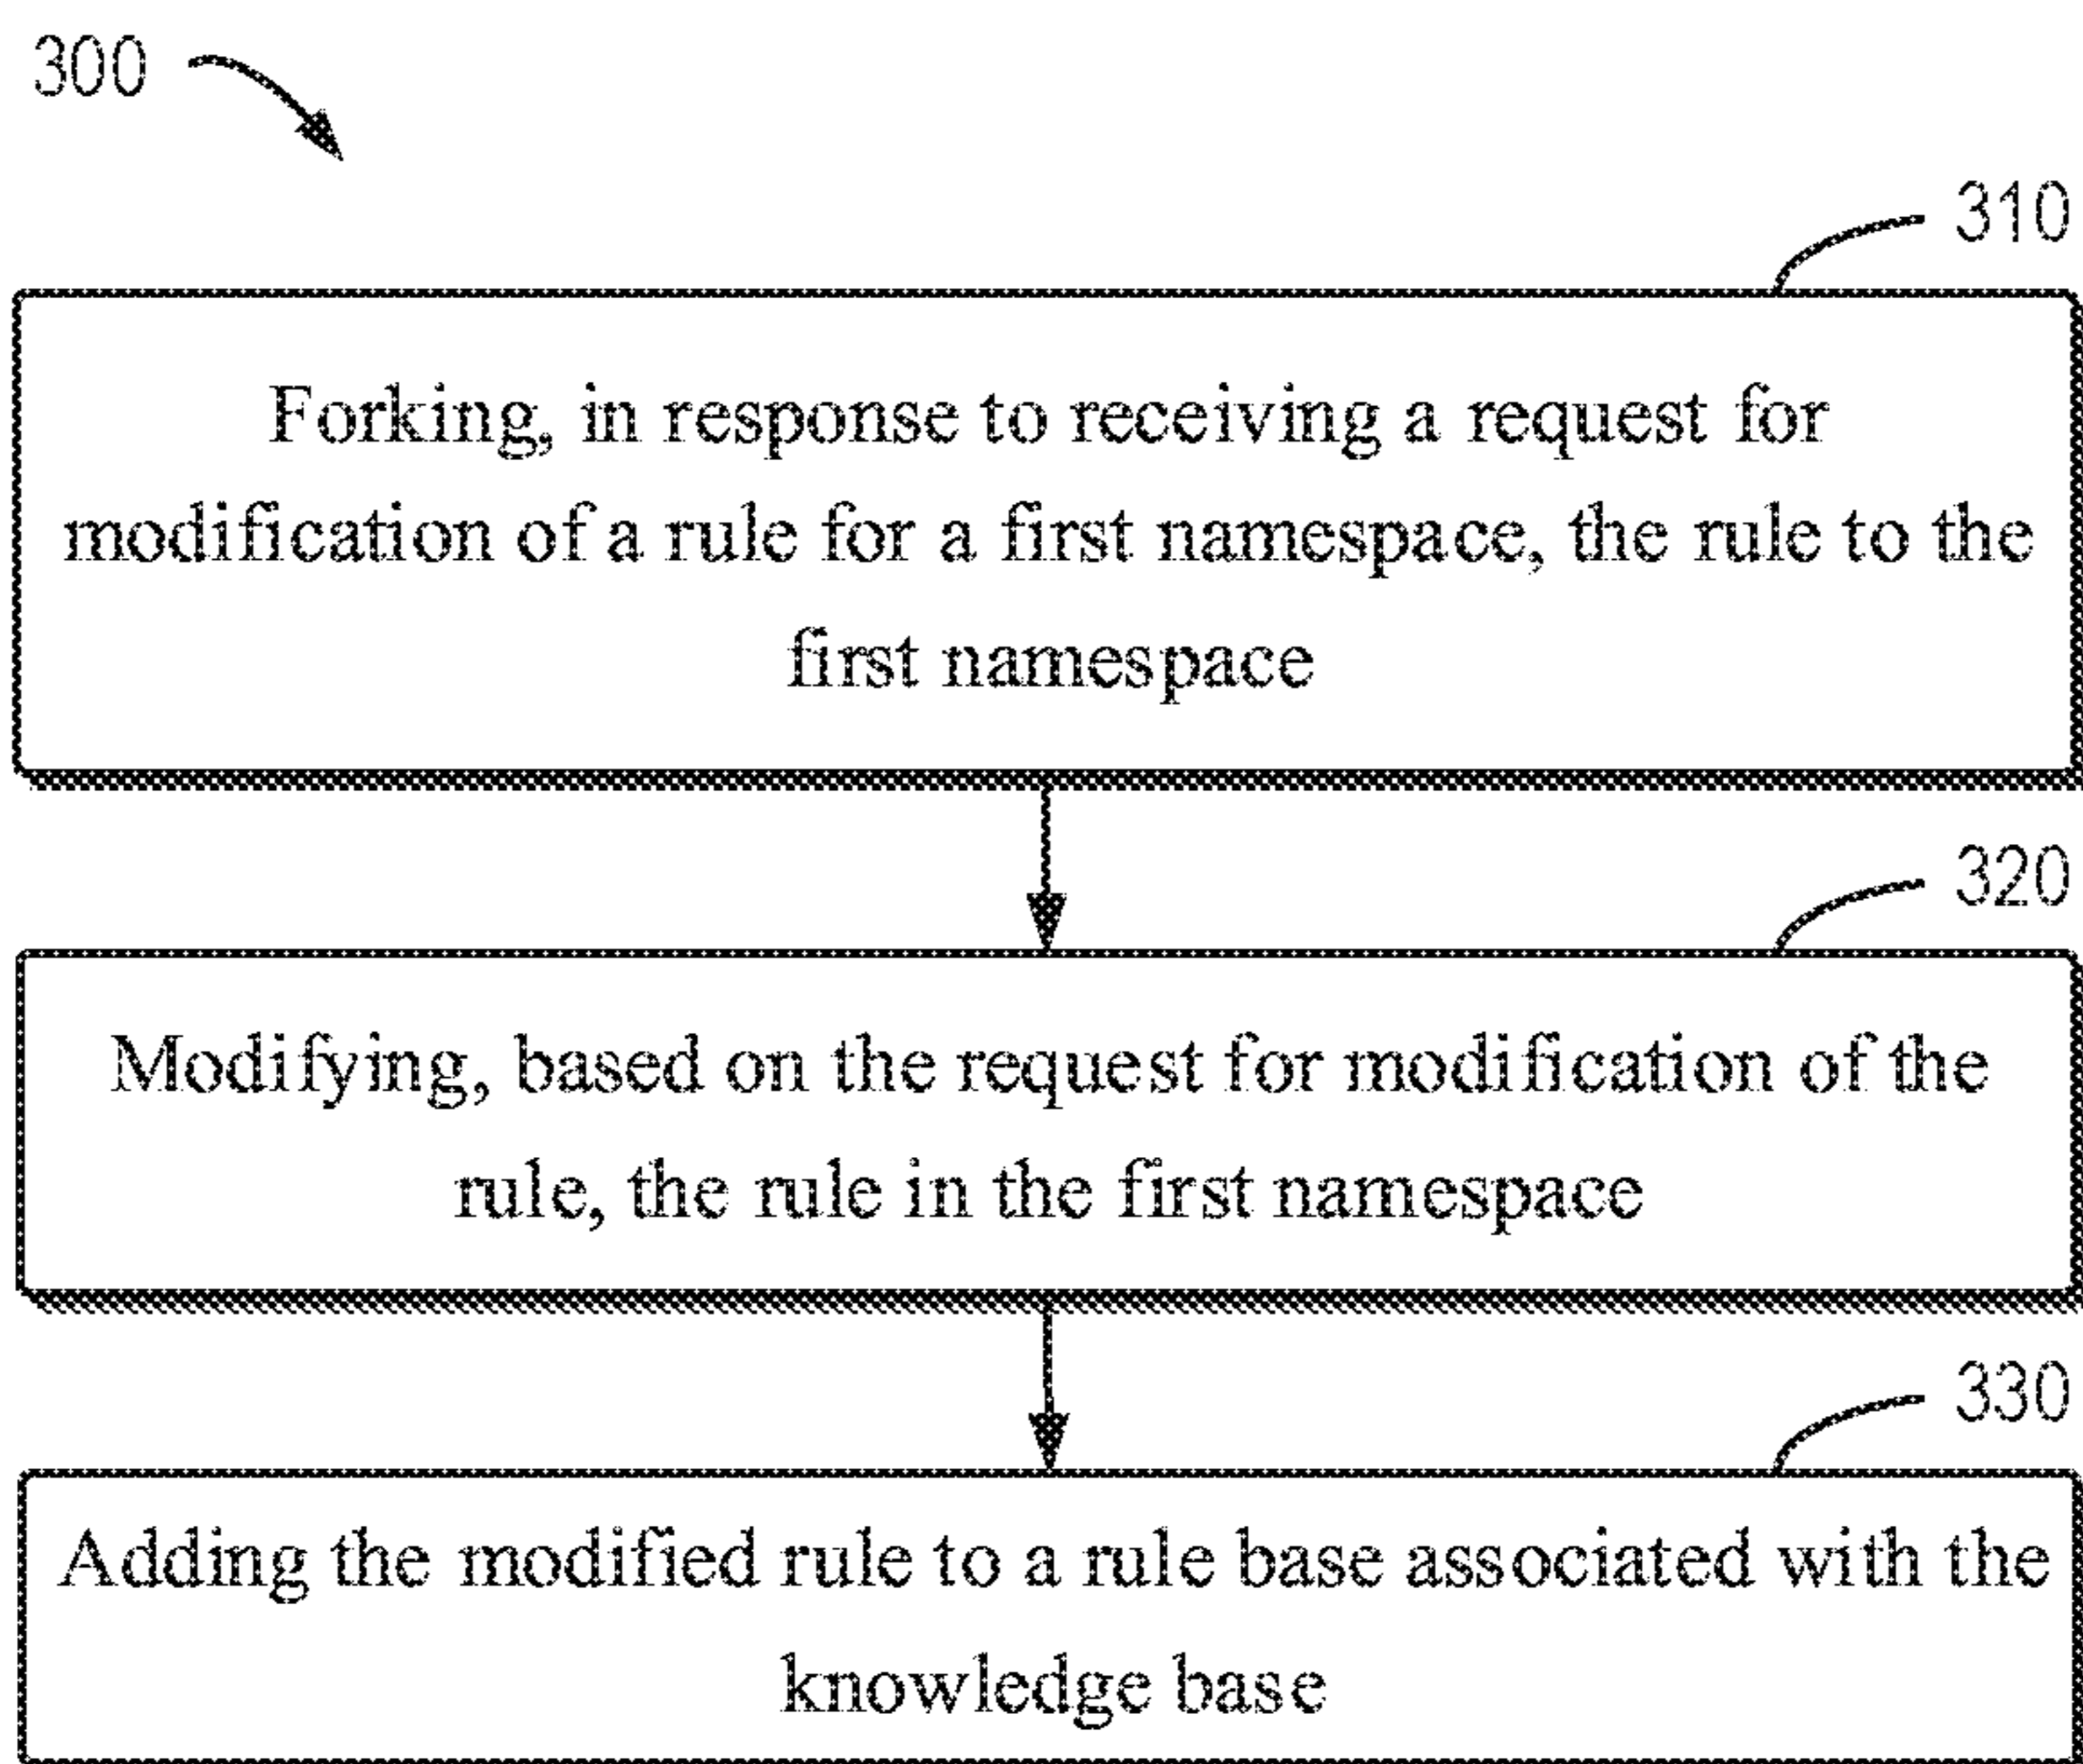 300
310
Forking, in response to receiving a request for
modification of a rule for a first namespace, the rule to the
first namespace
320
Modifying, based on the request for modification of the
rule, the rule in the first namespace
330
Adding the modified rule to a rule base associated with the
knowledge base